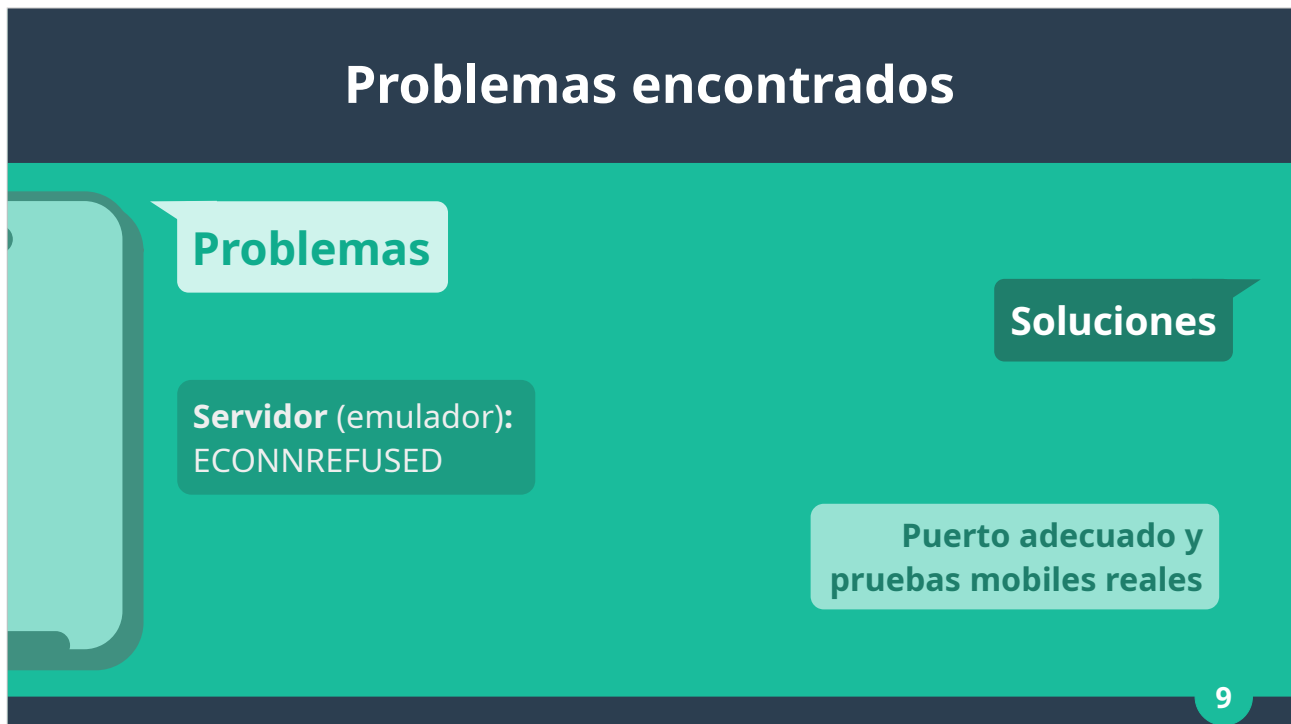 Problemas encontrados
Problemas
Soluciones
Servidor (emulador):
ECONNREFUSED
Puerto adecuado y
pruebas mobiles reales
9